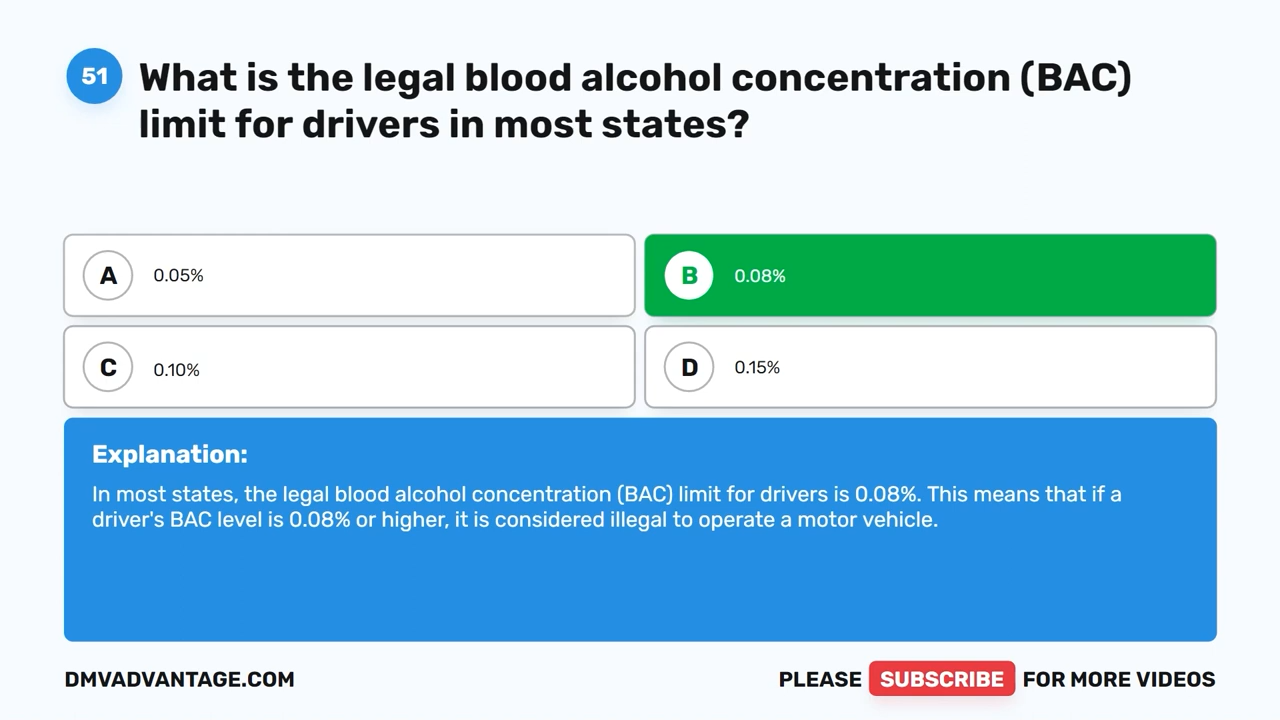 51
What is the legal blood alcohol concentration (BAC)
limit for drivers in most states?
A 0.05%
B 0.08%
C 0.10%
D 0.15%
Explanation:
In most states, the legal blood alcohol concentration (BAC) limit for drivers is 0.08%. This means that if a
driver's BAC level is 0.08% or higher, it is considered illegal to operate a motor vehicle.
DMVADVANTAGE.COM
PLEASE SUBSCRIBE FOR MORE VIDEOS